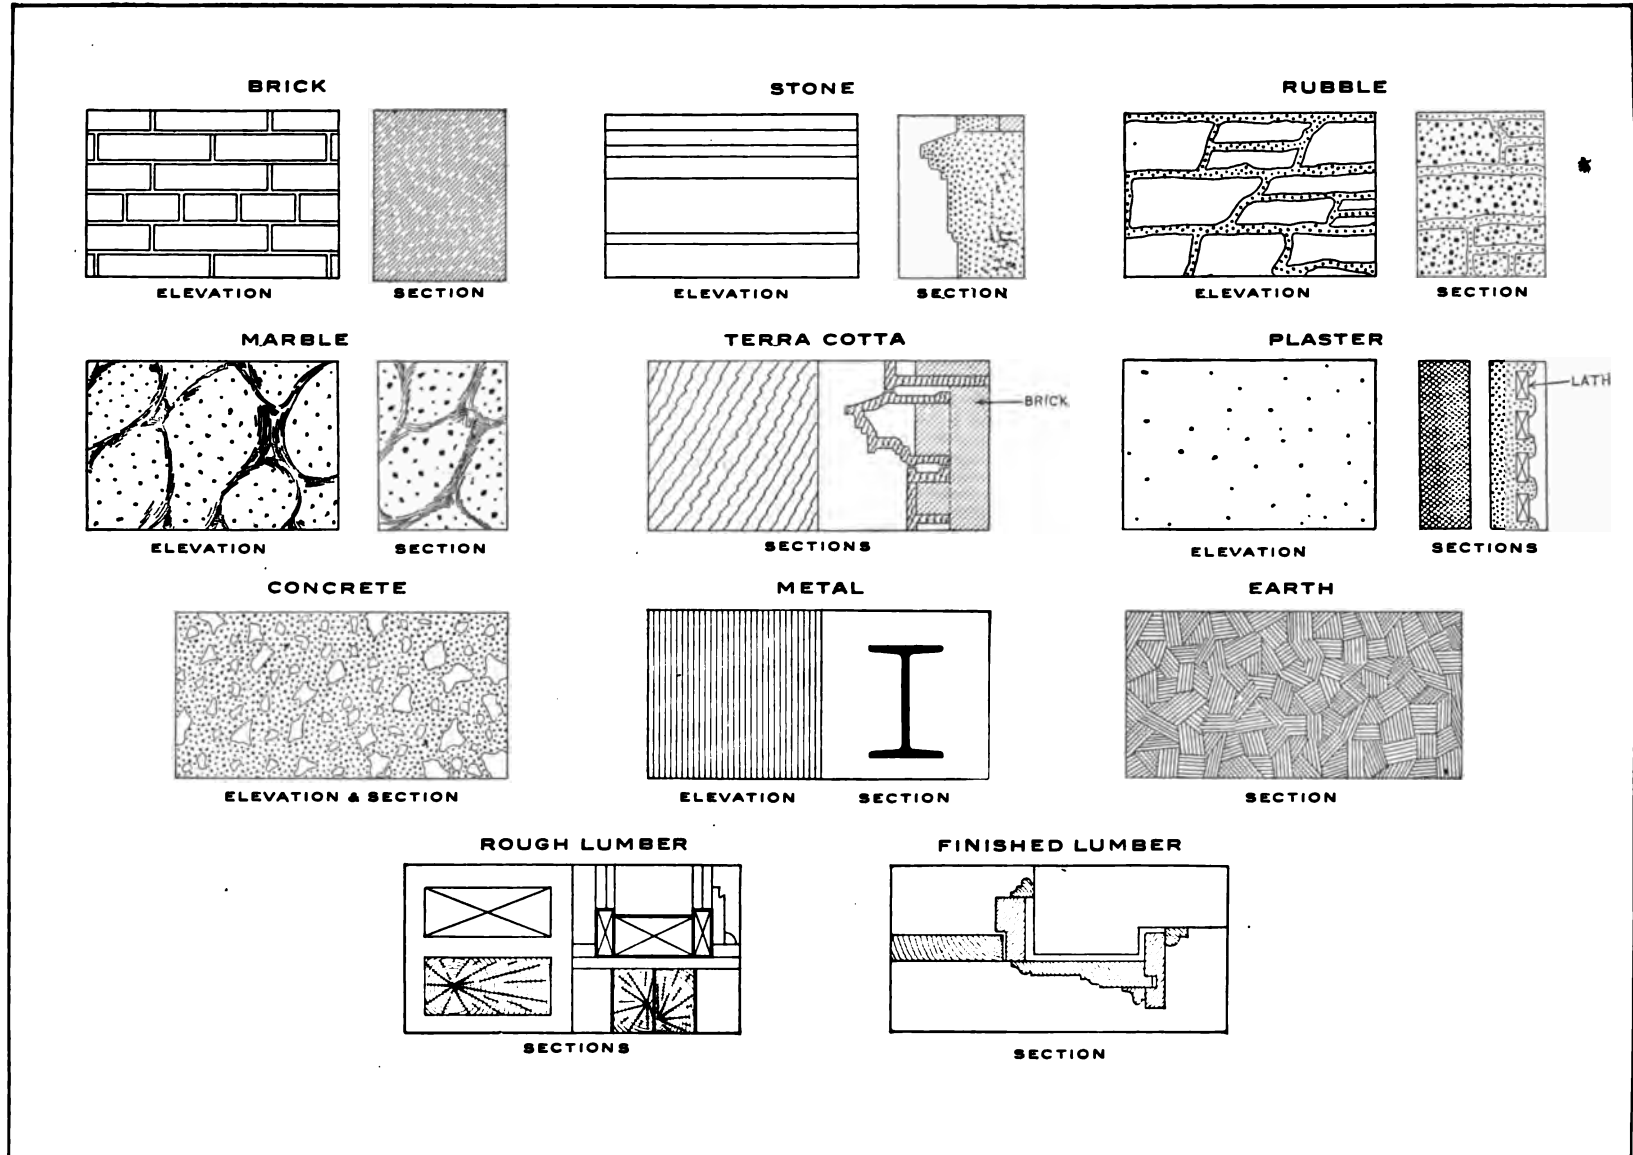 BRICK
STONE
RUBBLE
ELEVATION
SECTION
ELEVATION
SECTION
ELEVATION
SECTION
MARBLE
TERRA COTTA
PLASTER
BRICK
LATH
ELEVATION
SECTION
SECTIONS
ELEVATION
SECTIONS
CONCRETE
METAL
EARTH
ELEVATION & SECTION
ELEVATION
SECTION
SECTION
ROUGH LUMBER
FINISHED LUMBER
SECTIONS
SECTION